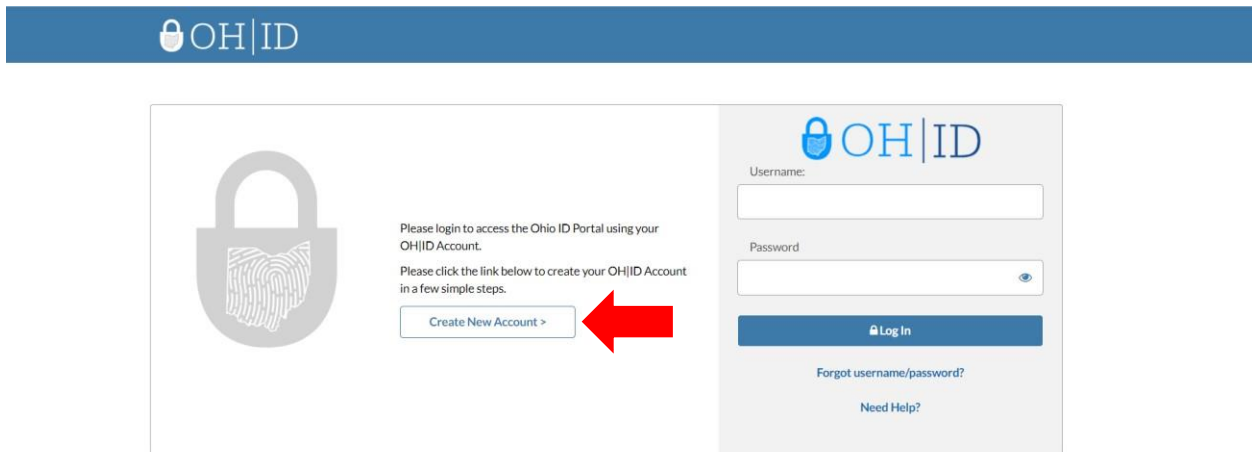 OH|ID
Please login to access the Ohio ID Portal using your
OH|ID Account.
Please click the link below to create your OH|ID Account
in a few simple steps.
Create New Account >
OH|ID
Username:
Password
Log In
Forgot username/password?
Need Help?